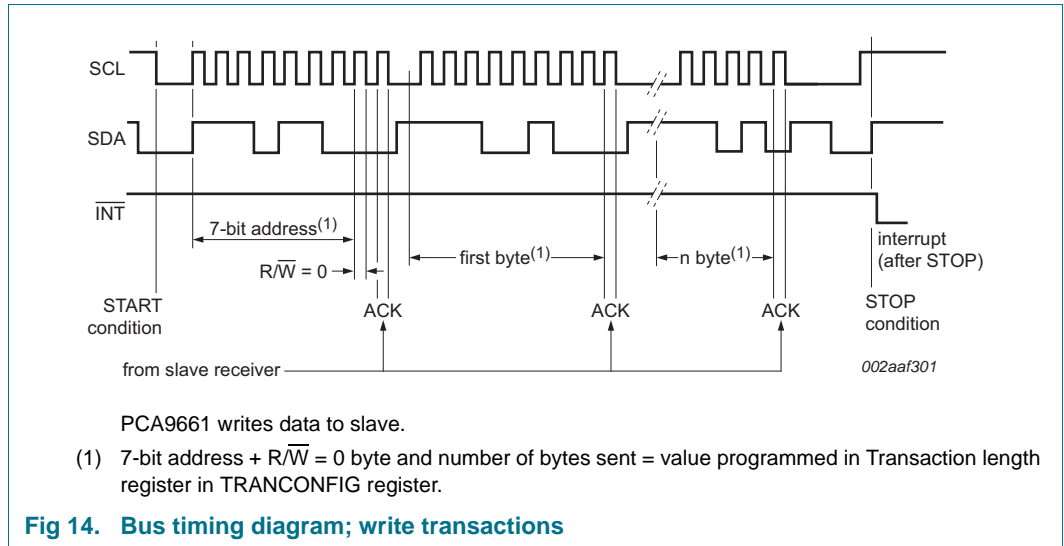 SCL
SDA
INT
7-bit address(1)
R/W = 0
first byte(1)
n byte(1)
interrupt
(after STOP)
START
condition
ACK
ACK
ACK
STOP
condition
from slave receiver
002aaf301
PCA9661 writes data to slave.
(1) 7-bit address + R/W = 0 byte and number of bytes sent = value programmed in Transaction length
register in TRANCONFIG register.
Fig 14. Bus timing diagram; write transactions